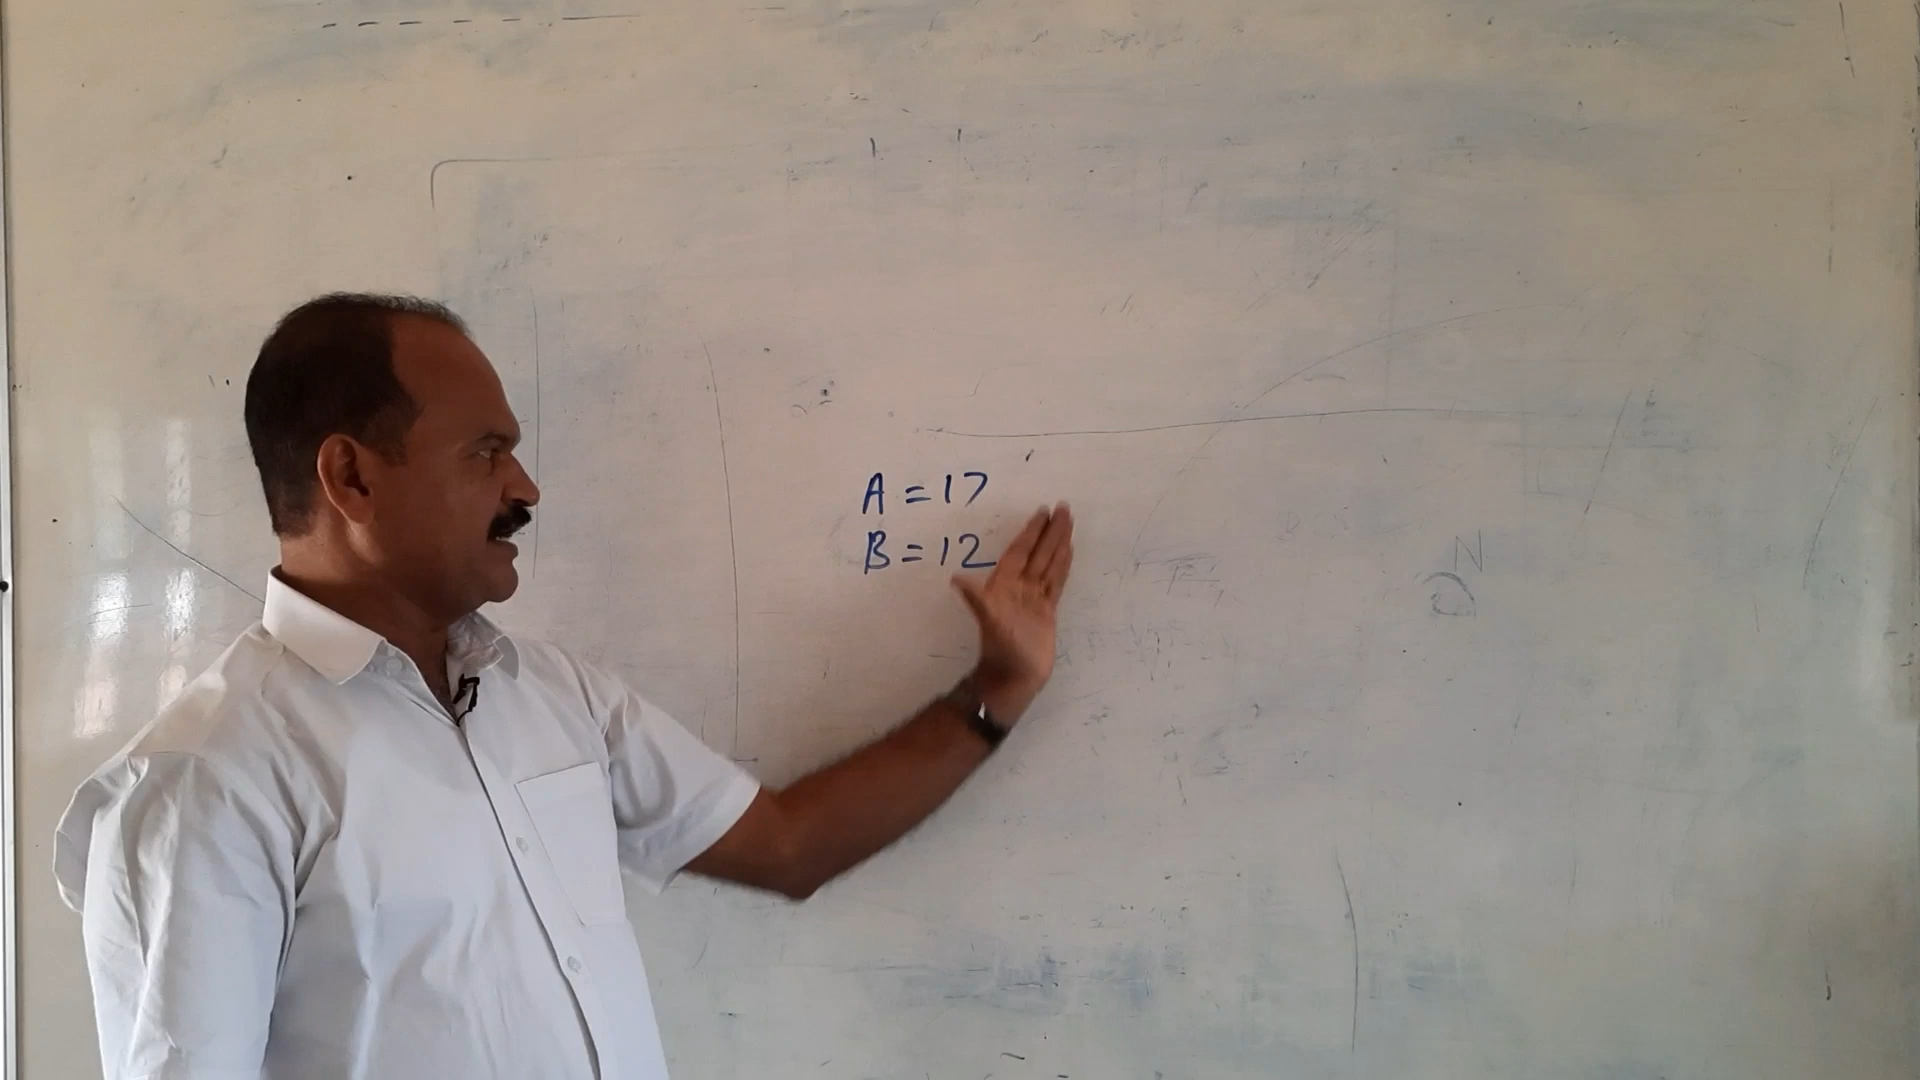 A = 17
B = 12
N